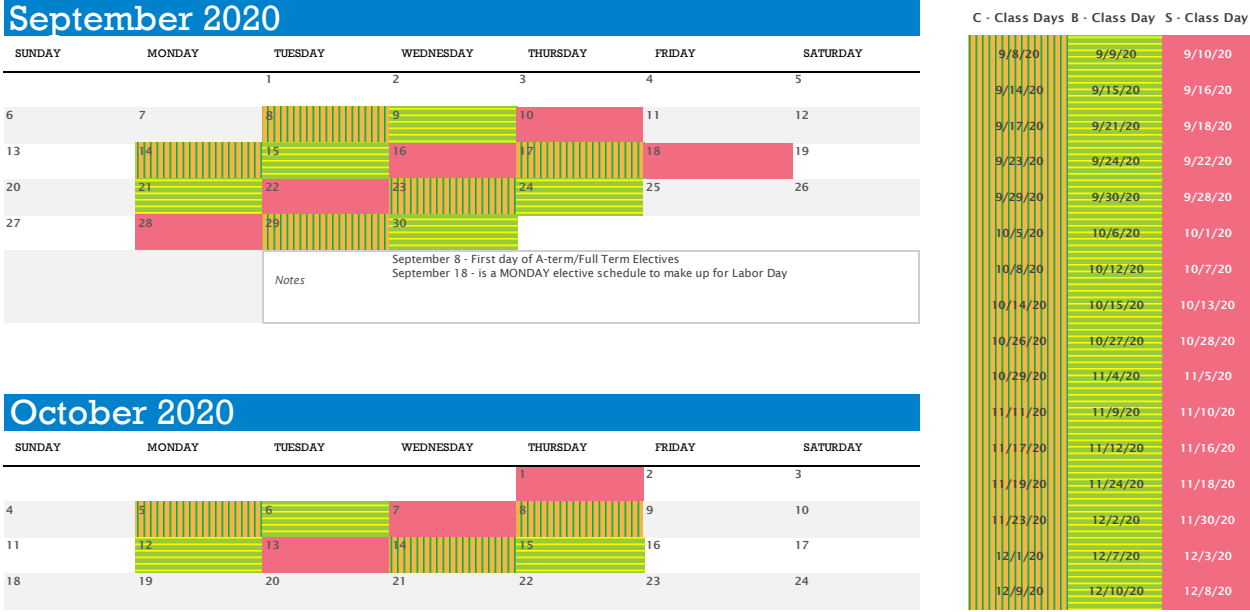 September 2020
SUNDAY MONDAY TUESDAY WEDNESDAY THURSDAY FRIDAY SATURDAY
1 2 3 4 5
6 7 8 9 10 11 12
13 14 15 16 17 18 19
20 21 22 23 24 25 26
27 28 29 30
Notes
September 8 - First day of A-term/Full Term Electives
September 18 - is a MONDAY elective schedule to make up for Labor Day
October 2020
SUNDAY MONDAY TUESDAY WEDNESDAY THURSDAY FRIDAY SATURDAY
1 2 3
4 5 6 7 8 9 10
11 12 13 14 15 16 17
18 19 20 21 22 23 24
C - Class Days B - Class Day S - Class Day
9/8/20 9/9/20 9/10/20
9/14/20 9/15/20 9/16/20
9/17/20 9/21/20 9/18/20
9/23/20 9/24/20 9/22/20
9/29/20 9/30/20 9/28/20
10/5/20 10/6/20 10/1/20
10/8/20 10/12/20 10/7/20
10/14/20 10/15/20 10/13/20
10/26/20 10/27/20 10/28/20
10/29/20 11/4/20 11/5/20
11/11/20 11/9/20 11/10/20
11/17/20 11/12/20 11/16/20
11/19/20 11/24/20 11/18/20
11/23/20 12/2/20 11/30/20
12/1/20 12/7/20 12/3/20
12/9/20 12/10/20 12/8/20